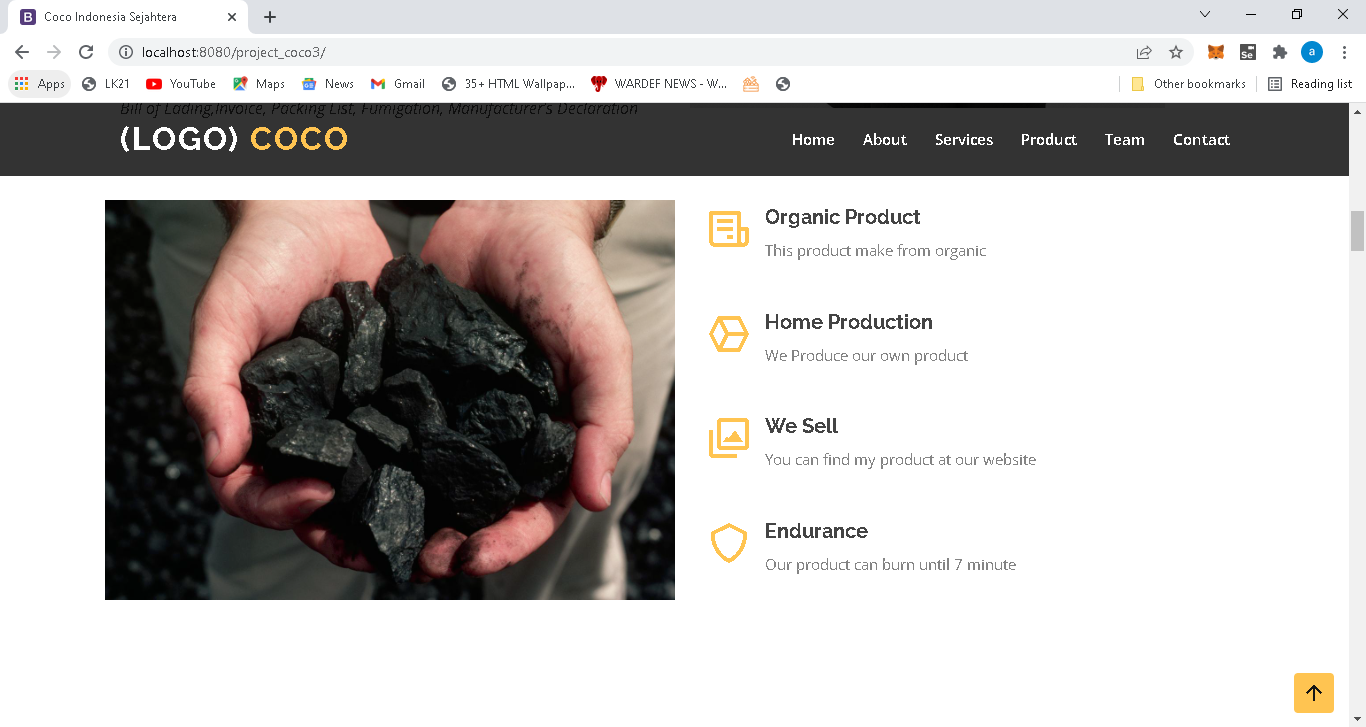 Coco Indonesia Sejahtera
localhost:8080/project_coco3/
Se
a
Apps LK21 YouTube Maps News Gmail 35+ HTML Wallpap... WARDEF NEWS - W... Other bookmarks Reading list
Bill of Lading,Invoice, Packing List, Fumigation, Manufacturer's Declaration
(LOGO) COCO Home About Services Product Team Contact
Organic Product
This product make from organic
Home Production
We Produce our own product
We Sell
You can find my product at our website
Endurance
Our product can burn until 7 minute